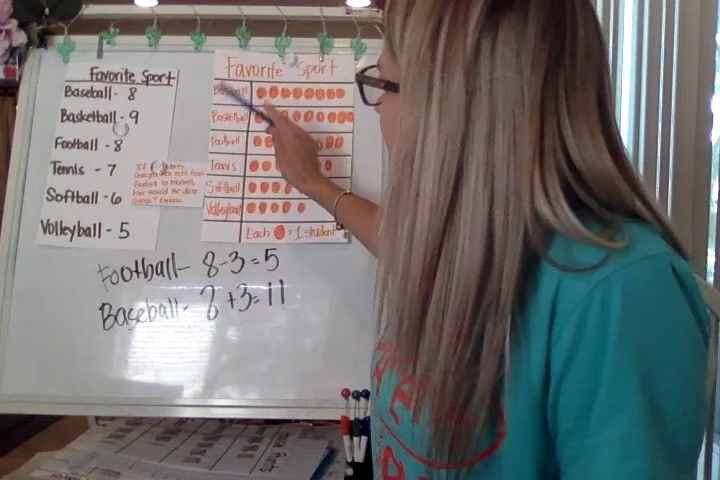 Favorite Sport
Baseball - 8
Basketball - 9
Football - 8
Tennis - 7
Softball - 6
Volleyball - 5
Favorite Sport
Baseball
Basketball
Football
Tennis
Softball
Volleyball
Each = 1 student
Football - 8-3=5
Baseball - 8+3=11